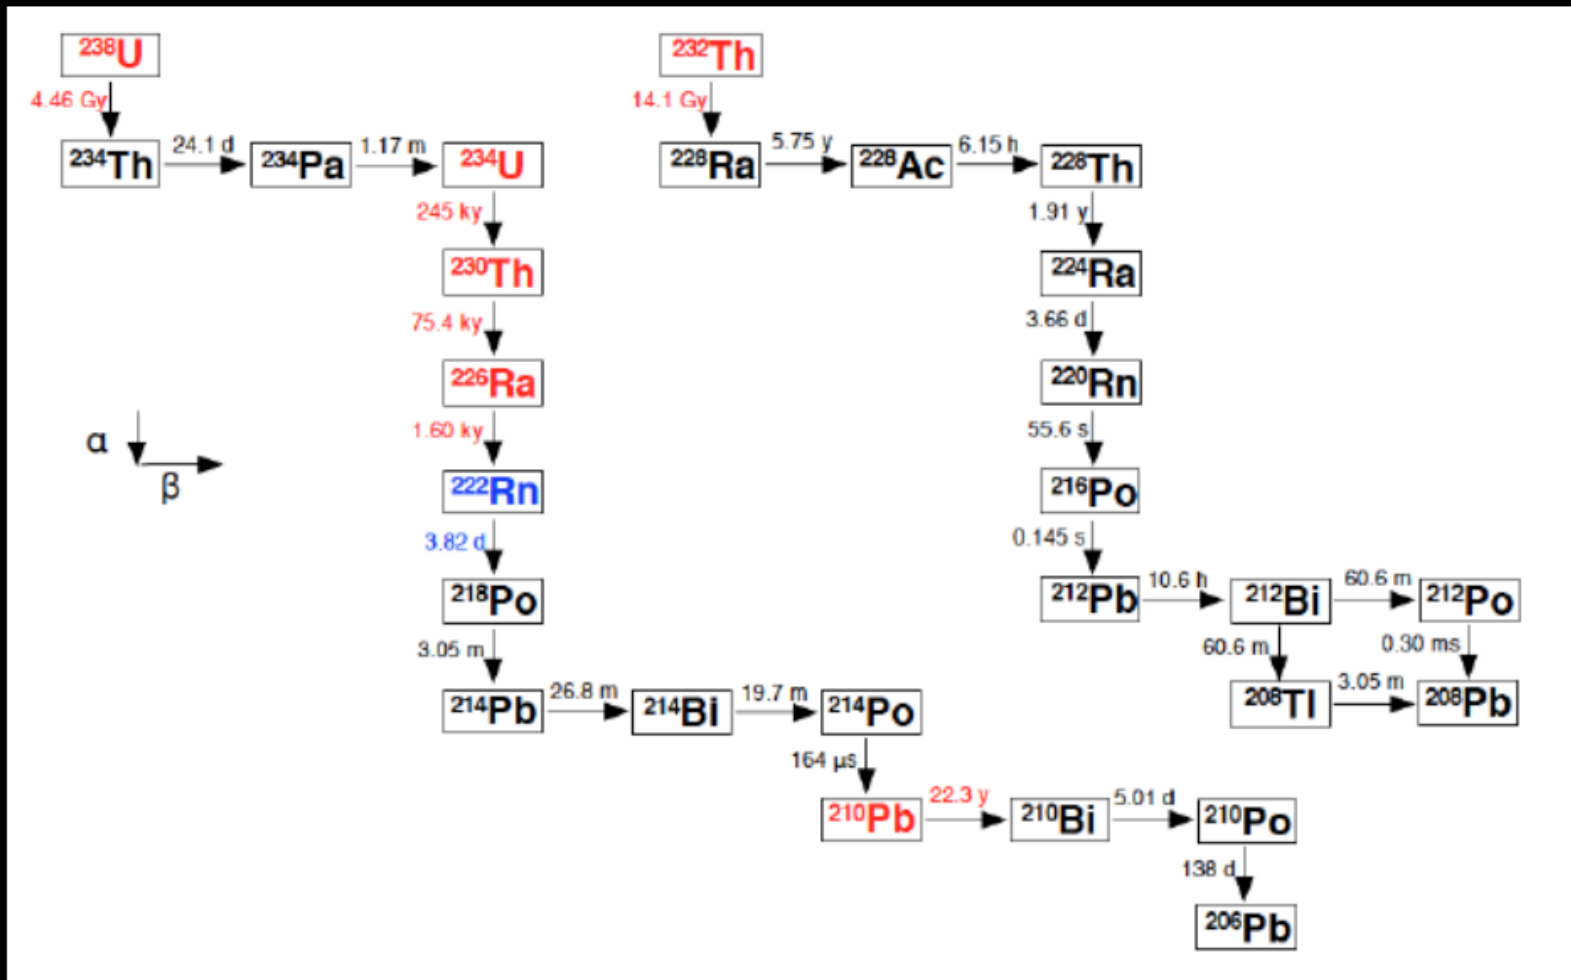 ²³⁸U ²³²Th
4.46 Gy 14.1 Gy
²³⁴Th 24.1 d ²³⁴Pa 1.17 m ²³⁴U ²²⁸Ra 5.75 y ²²⁸Ac 6.15 h ²²⁸Th
245 ky 1.91 y
²³⁰Th ²²⁴Ra
75.4 ky 3.66 d
²²⁶Ra ²²⁰Rn
1.60 ky 55.6 s
α
β
²²²Rn ²¹⁶Po
3.82 d 0.145 s
²¹⁸Po ²¹²Pb 10.6 h ²¹²Bi 60.6 m ²¹²Po
3.05 m 60.6 m 0.30 ms
²¹⁴Pb 26.8 m ²¹⁴Bi 19.7 m ²¹⁴Po ²⁰⁸Tl 3.05 m ²⁰⁸Pb
164 µs
²¹⁰Pb 22.3 y ²¹⁰Bi 5.01 d ²¹⁰Po
138 d
²⁰⁶Pb